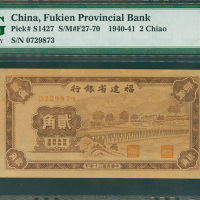 China, Fukien Provincial Bank
Pick# S1427 S/M#F27-70 1940-41 2 Chiao
S/N 0729873
福建省銀行
0729873
貳角